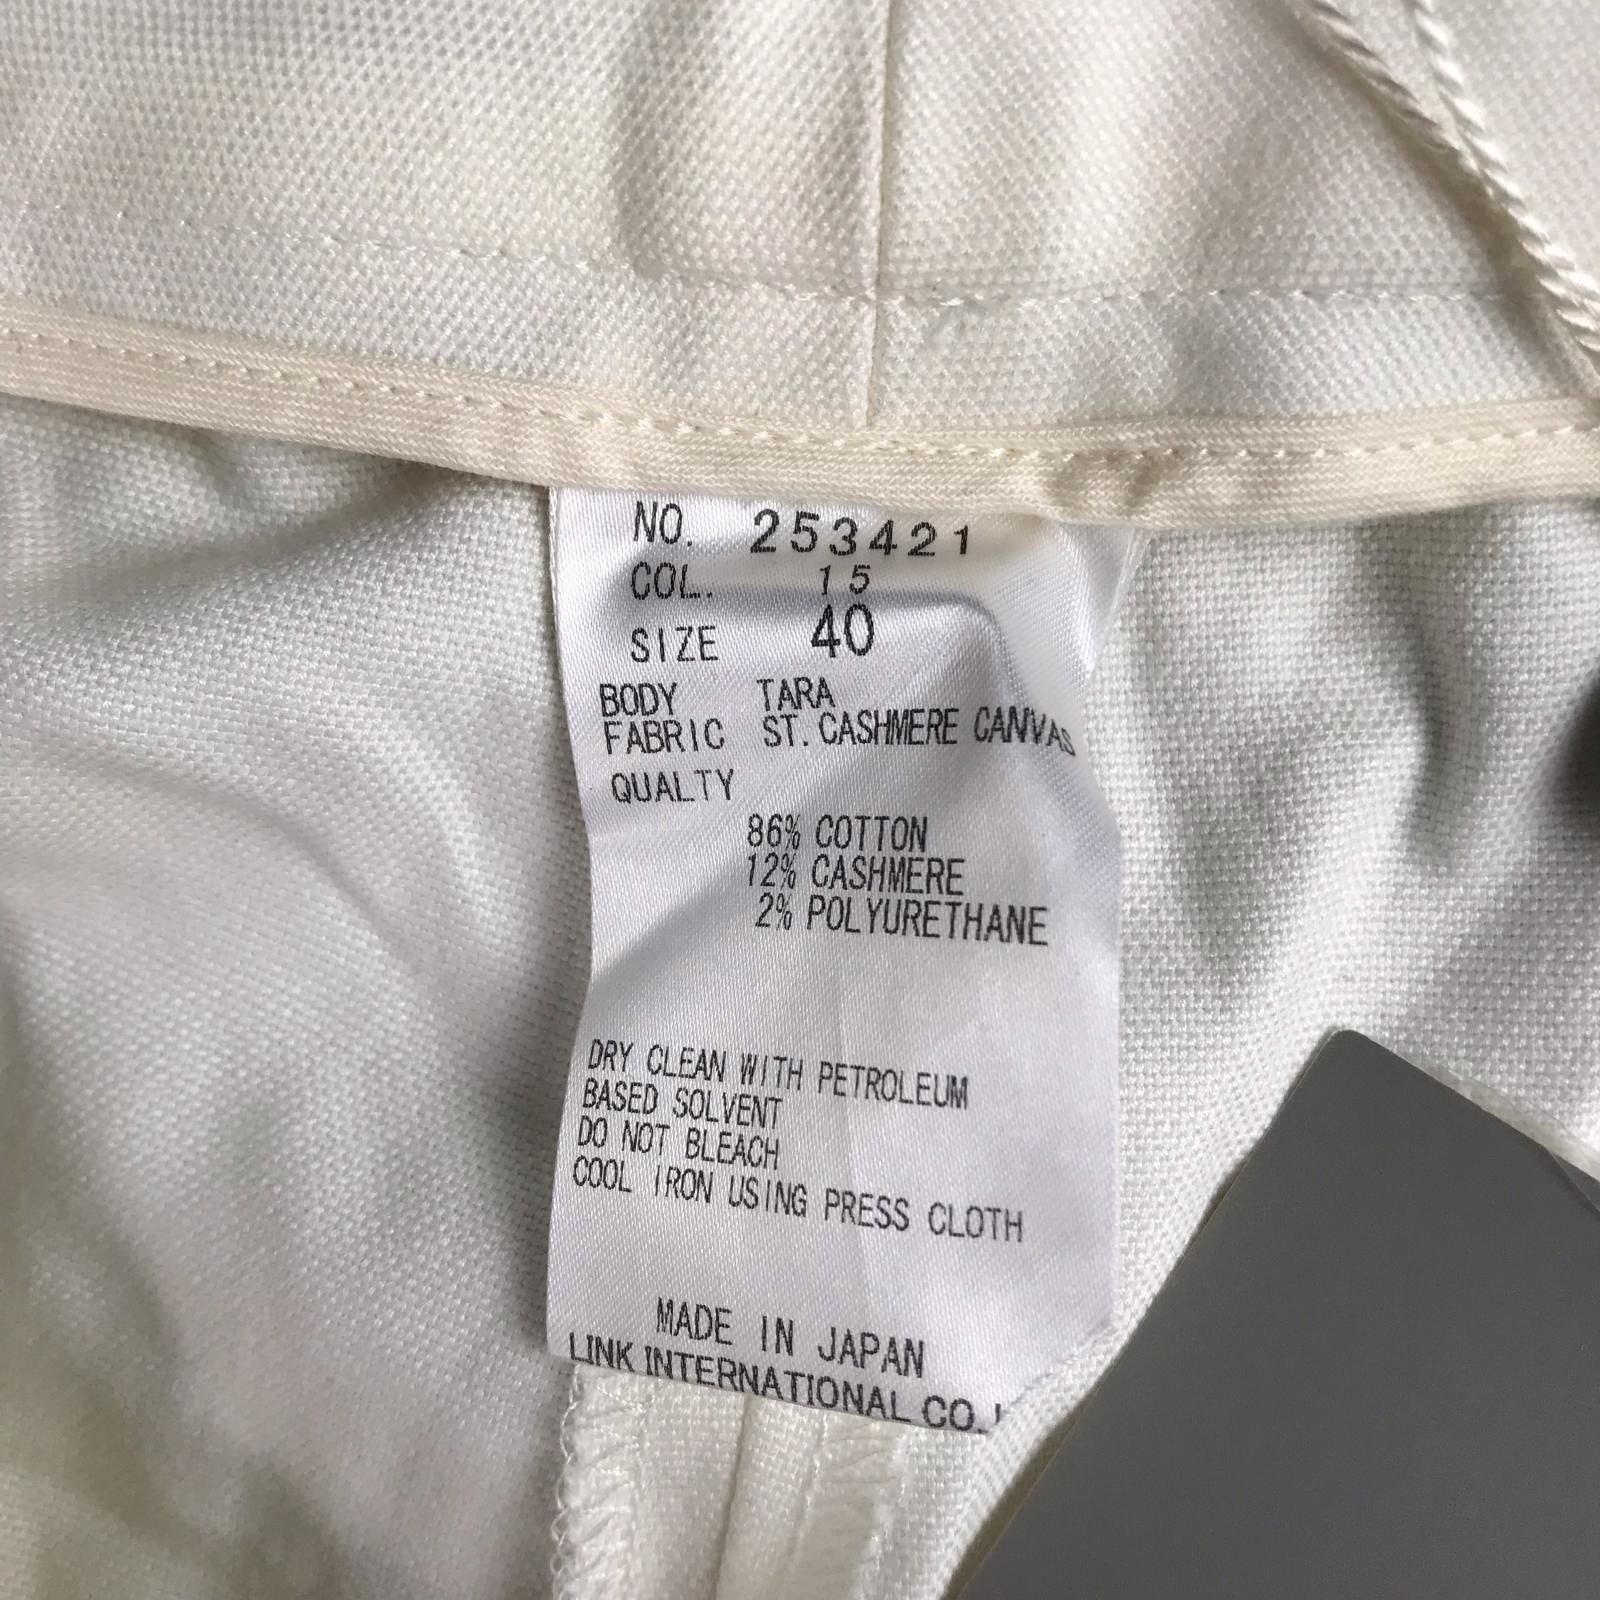 NO. 253421
COL. 15
SIZE 40
BODY TARA
FABRIC ST. CASHMERE CANVAS
QUALTY
86% COTTON
12% CASHMERE
2% POLYURETHANE
DRY CLEAN WITH PETROLEUM
BASED SOLVENT
DO NOT BLEACH
COOL IRON USING PRESS CLOTH
MADE IN JAPAN
LINK INTERNATIONAL CO.